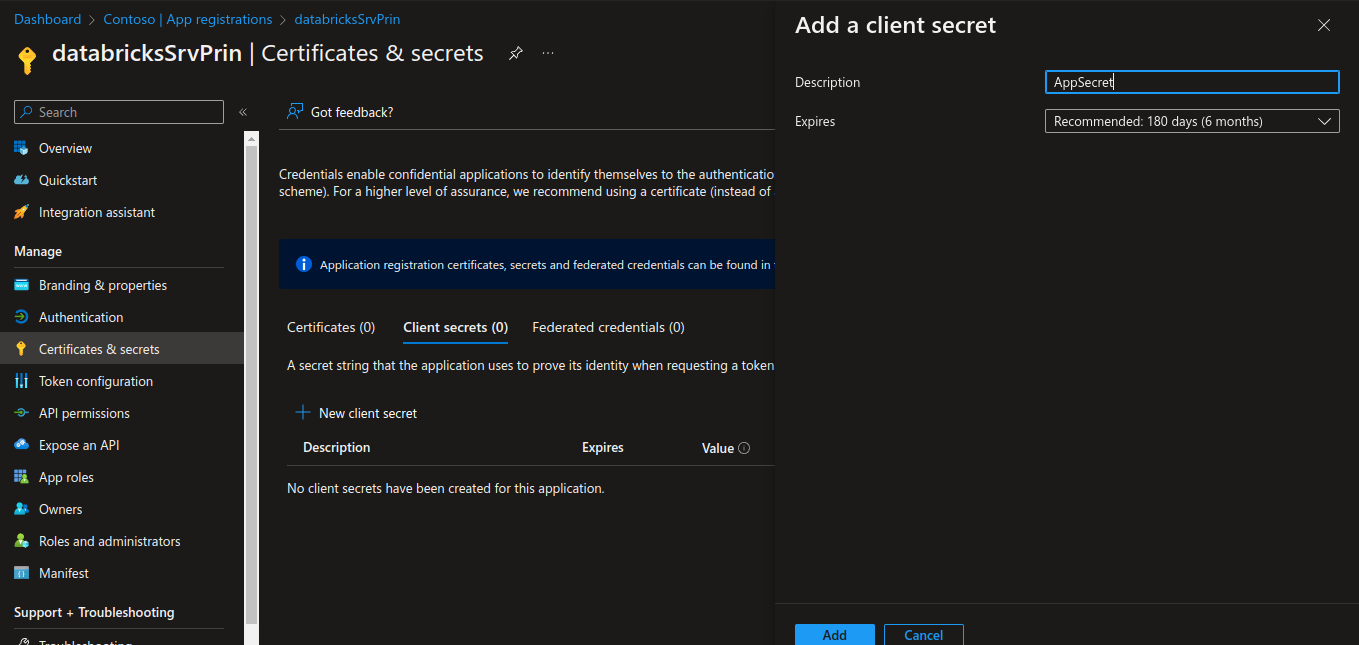 Dashboard > Contoso | App registrations > databricksSrvPrin
databricksSrvPrin | Certificates & secrets
Search
Overview
Quickstart
Integration assistant
Manage
Branding & properties
Authentication
Certificates & secrets
Token configuration
API permissions
Expose an API
App roles
Owners
Roles and administrators
Manifest
Support + Troubleshooting
Troubleshooting
Got feedback?
Credentials enable confidential applications to identify themselves to the
scheme). For a higher level of assurance, we recommend using a certificate (instead of
Application registration certificates, secrets and federated credentials can be found in
Certificates (0) Client secrets (0) Federated credentials (0)
A secret string that the application uses to prove its identity when requesting a token
New client secret
Description Expires Value
No client secrets have been created for this application.
Add a client secret
Description AppSecret
Expires Recommended: 180 days (6 months)
Add Cancel